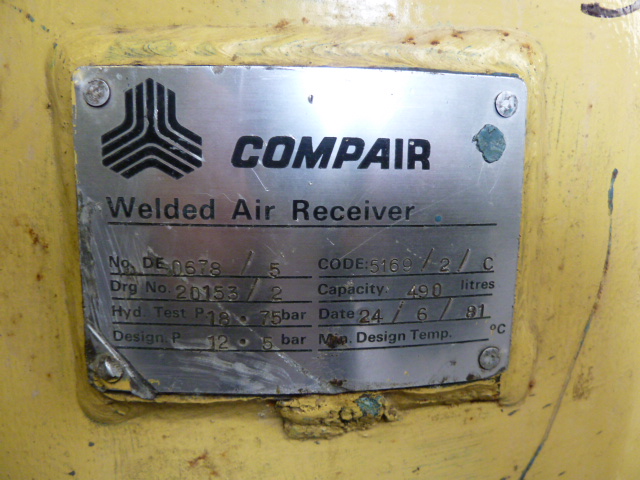 COMPAIR
Welded Air Receiver
No. DE 0678 / 5 CODE: 5169 / 2 / C
Drg No. 20153 / 2 Capacity 490 litres
Hyd. Test P 18 • 75 bar Date 24 / 6 / 81
Design. P 12 • 5 bar Min. Design Temp. °C